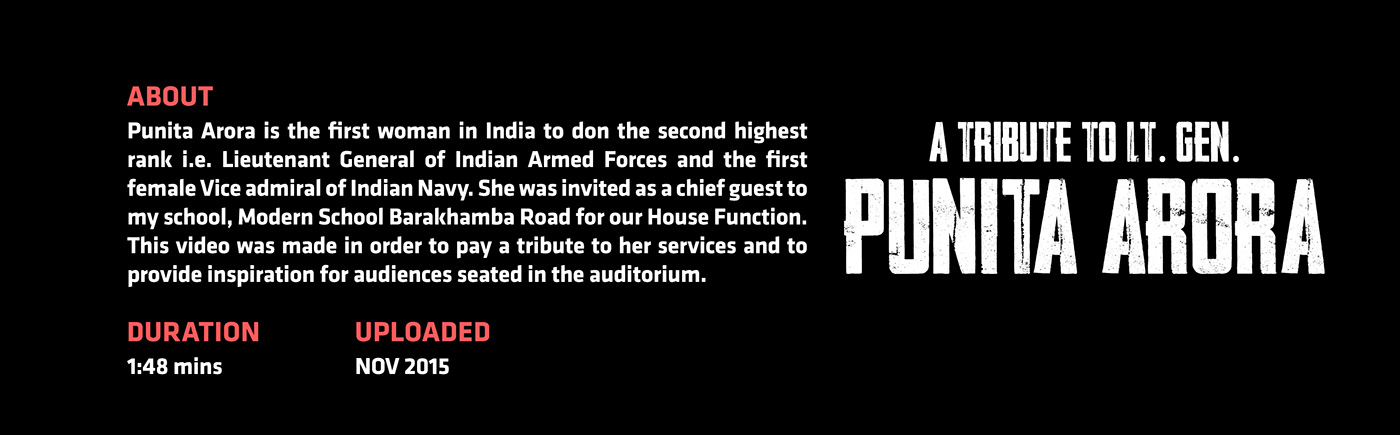 ABOUT
Punita Arora is the first woman in India to don the second highest
rank i.e. Lieutenant General of Indian Armed Forces and the first
female Vice admiral of Indian Navy. She was invited as a chief guest to
my school, Modern School Barakhamba Road for our House Function.
This video was made in order to pay a tribute to her services and to
provide inspiration for audiences seated in the auditorium.
DURATION
1:48 mins
UPLOADED
NOV 2015
A TRIBUTE TO LT. GEN.
PUNITA ARORA